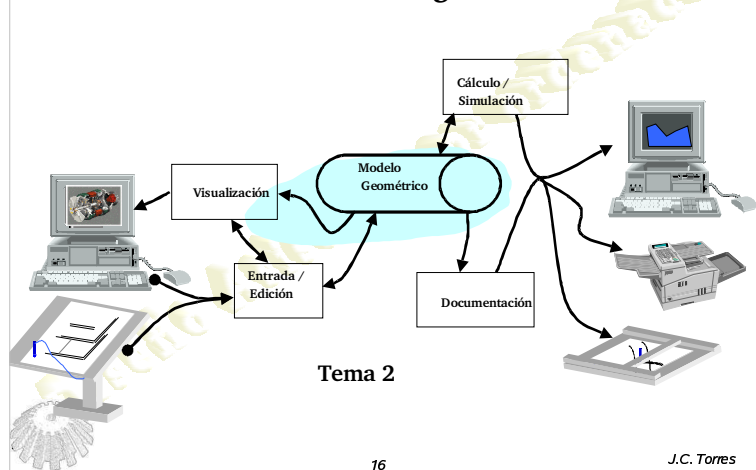 Cálculo /
Simulación
Modelo
Geométrico
Visualización
Entrada /
Edición
Documentación
Tema 2
16
J.C. Torres